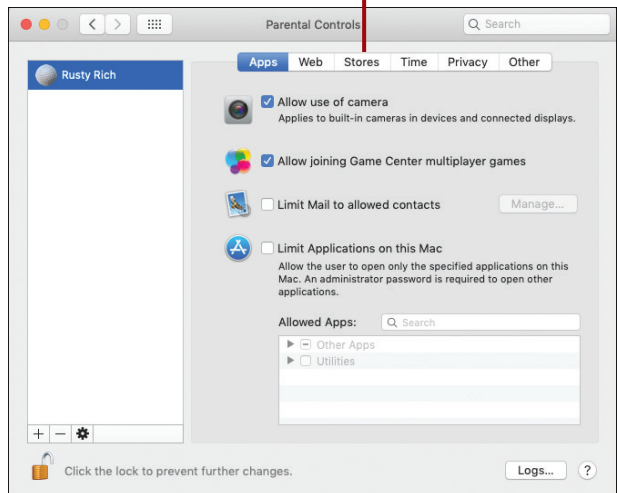 Parental Controls
Search
Rusty Rich
Apps Web Stores Time Privacy Other
Allow use of camera
Applies to built-in cameras in devices and connected displays.
Allow joining Game Center multiplayer games
Limit Mail to allowed contacts
Manage...
Limit Applications on this Mac
Allow the user to open only the specified applications on this
Mac. An administrator password is required to open other
applications.
Allowed Apps:
Search
Other Apps
Utilities
Click the lock to prevent further changes.
Logs...
?